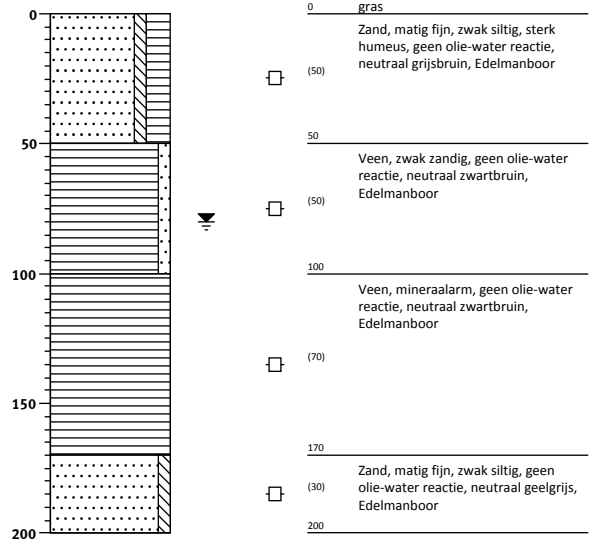 0
50
100
150
200
0 gras
Zand, matig fijn, zwak siltig, sterk
humeus, geen olie-water reactie,
neutraal grijsbruin, Edelmanboor
(50)
50
Veen, zwak zandig, geen olie-water
reactie, neutraal zwartbruin,
Edelmanboor
(50)
100
Veen, mineraalarm, geen olie-water
reactie, neutraal zwartbruin,
Edelmanboor
(70)
170
Zand, matig fijn, zwak siltig, geen
olie-water reactie, neutraal geelgrijs,
Edelmanboor
(30)
200